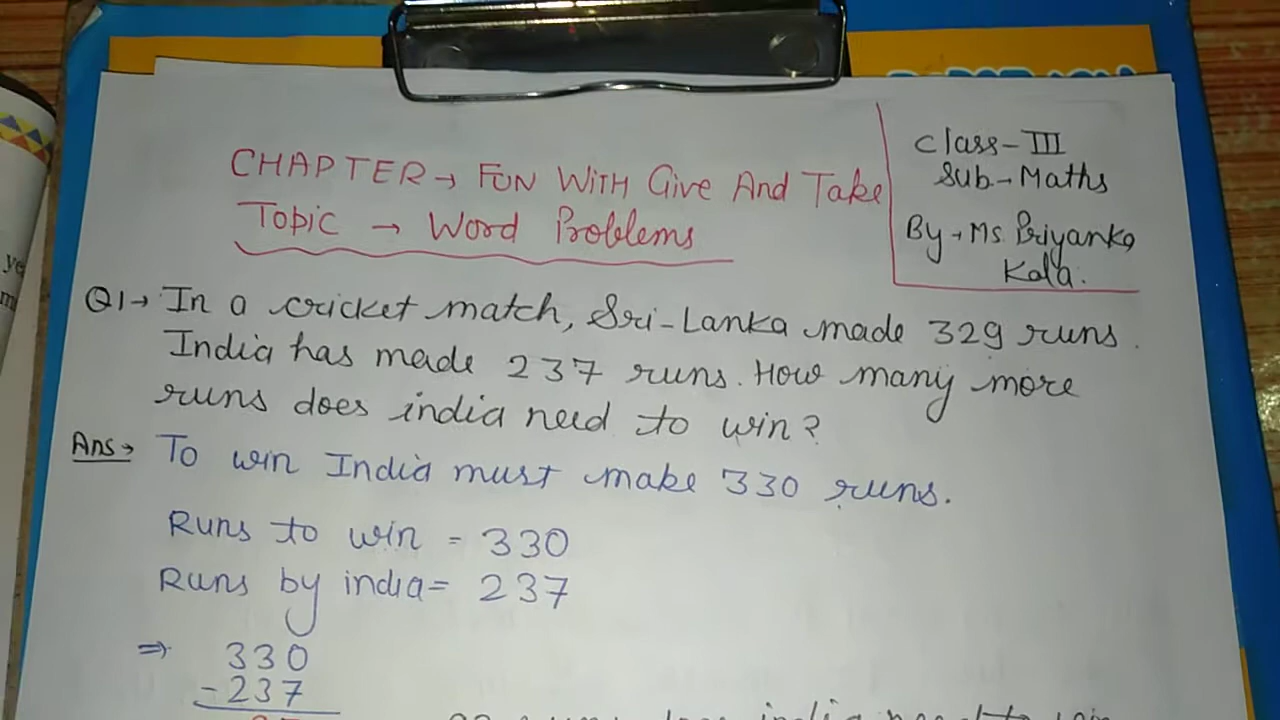 CHAPTER → FUN WITH Give And Take
Topic → Word Problems
Class-III
Sub-Maths
By → Ms Priyanka
Kala.
Q1→ In a cricket match, Sri-Lanka made 329 runs.
India has made 237 runs. How many more
runs does india need to win?
Ans→ To win India must make 330 runs.
Runs to win = 330
Runs by india = 237
⇒ 330
-237